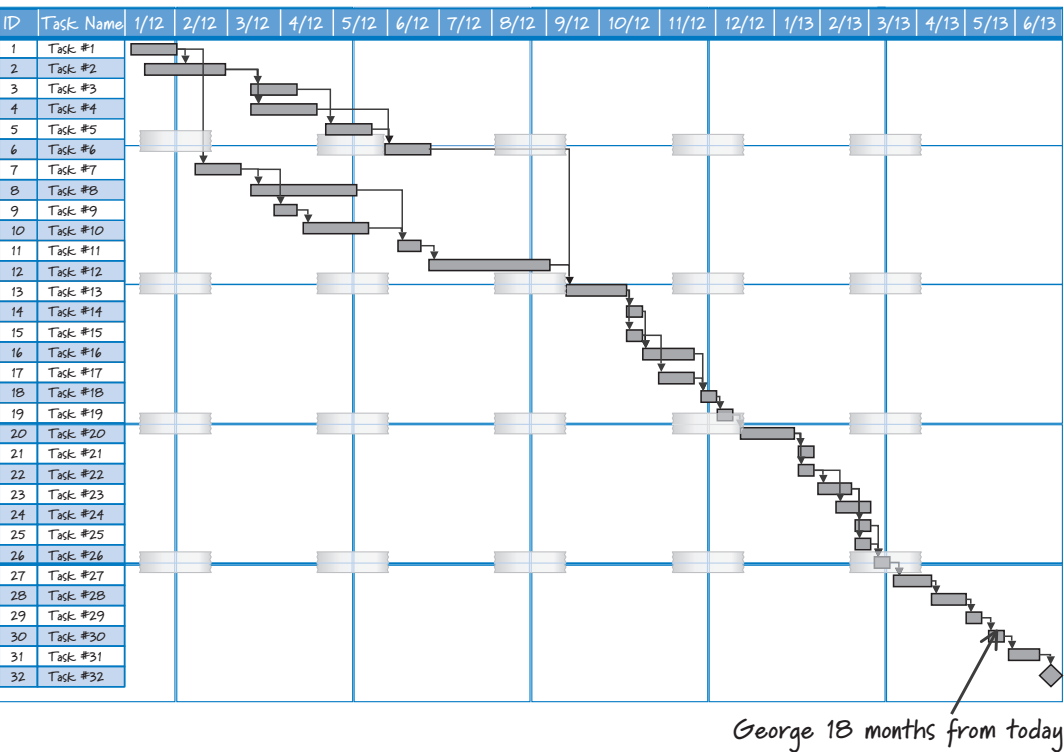 ID Task Name 1/12 2/12 3/12 4/12 5/12 6/12 7/12 8/12 9/12 10/12 11/12 12/12 1/13 2/13 3/13 4/13 5/13 6/13
1 Task #1
2 Task #2
3 Task #3
4 Task #4
5 Task #5
6 Task #6
7 Task #7
8 Task #8
9 Task #9
10 Task #10
11 Task #11
12 Task #12
13 Task #13
14 Task #14
15 Task #15
16 Task #16
17 Task #17
18 Task #18
19 Task #19
20 Task #20
21 Task #21
22 Task #22
23 Task #23
24 Task #24
25 Task #25
26 Task #26
27 Task #27
28 Task #28
29 Task #29
30 Task #30
31 Task #31
32 Task #32
George 18 months from today